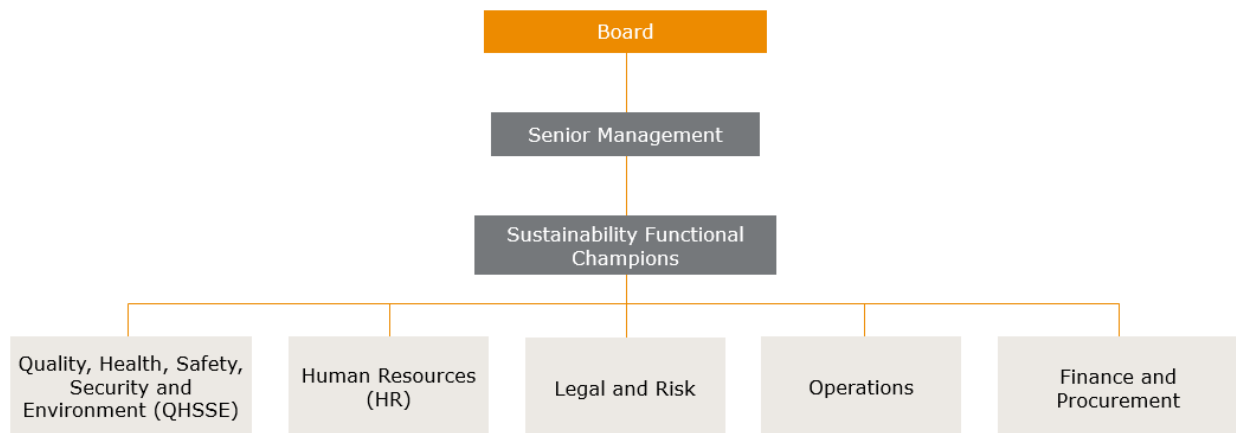 Board
Senior Management
Sustainability Functional
Champions
Quality, Health, Safety,
Security and
Environment (QHSSE)
Human Resources
(HR)
Legal and Risk
Operations
Finance and
Procurement